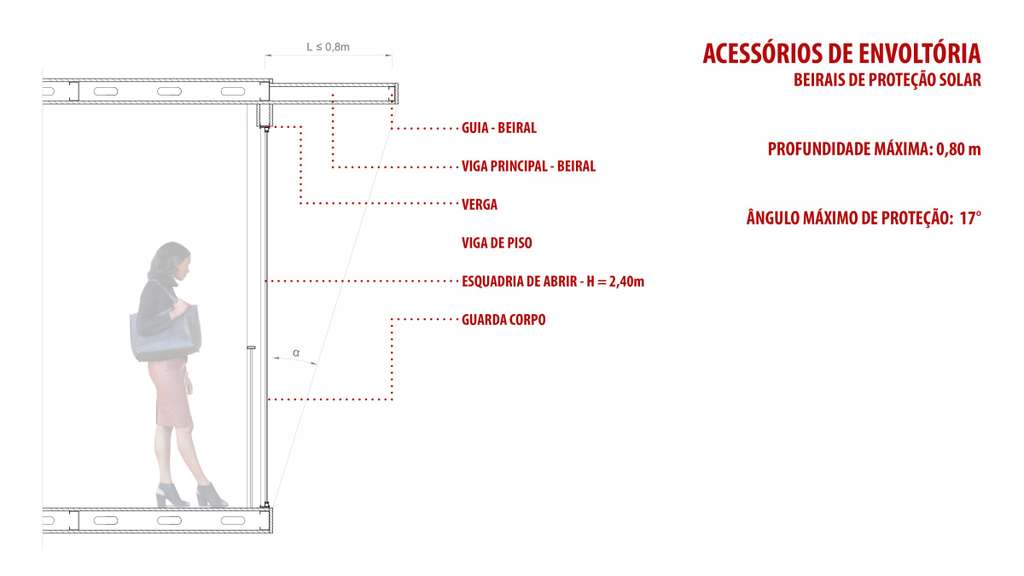 L ≤ 0,8m
ACESSÓRIOS DE ENVOLTÓRIA
BEIRAIS DE PROTEÇÃO SOLAR
GUIA - BEIRAL
PROFUNDIDADE MÁXIMA: 0,80 m
VIGA PRINCIPAL - BEIRAL
VERGA
ÂNGULO MÁXIMO DE PROTEÇÃO: 17°
VIGA DE PISO
ESQUADRIA DE ABRIR - H = 2,40m
GUARDA CORPO
α